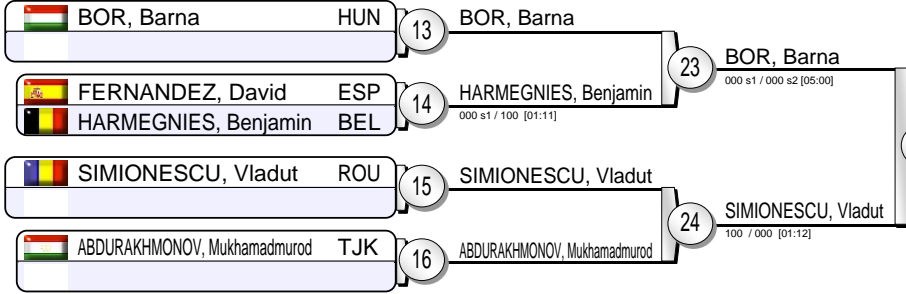 BOR, Barna HUN
FERNANDEZ, David ESP
HARMEGNIES, Benjamin BEL
SIMIONESCU, Vladut ROU
ABDURAKHMONOV, Mukhamadmurod TJK
13
14
15
16
BOR, Barna
HARMEGNIES, Benjamin
000 s1 / 100 [01:11]
SIMIONESCU, Vladut
ABDURAKHMONOV, Mukhamadmurod
23
24
BOR, Barna
000 s1 / 000 s2 [05:00]
SIMIONESCU, Vladut
100 / 000 [01:12]